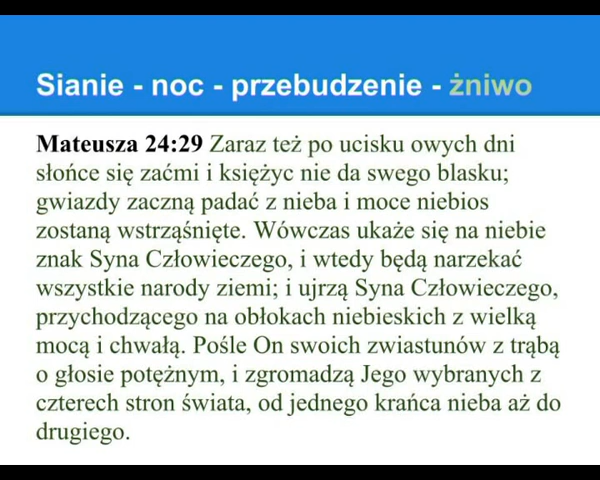 Sianie - noc - przebudzenie - żniwo
Mateusza 24:29 Zaraz też po ucisku owych dni
słońce się zaćmi i księżyc nie da swego blasku;
gwiazdy zaczną padać z nieba i moce niebios
zostaną wstrząśnięte. Wówczas ukaże się na niebie
znak Syna Człowieczego, i wtedy będą narzekać
wszystkie narody ziemi; i ujrzą Syna Człowieczego,
przychodzącego na obłokach niebieskich z wielką
mocą i chwałą. Pośle On swoich zwiastunów z trąbą
o głosie potężnym, i zgromadzą Jego wybranych z
czterech stron świata, od jednego krańca nieba aż do
drugiego.